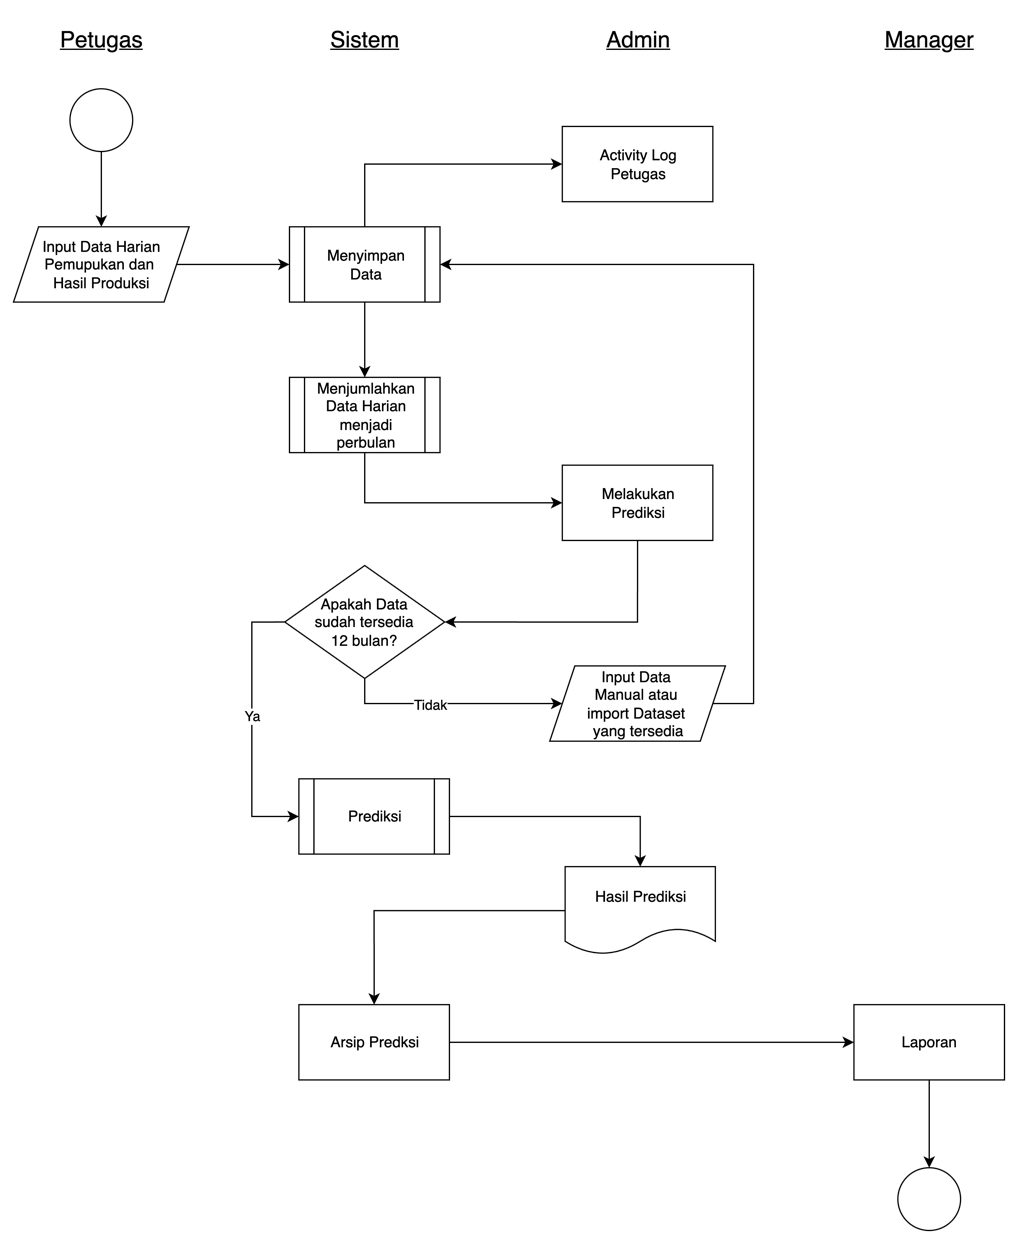 Petugas
Sistem
Admin
Manager
Activity Log
Petugas
Input Data Harian
Pemupukan dan
Hasil Produksi
Menyimpan
Data
Menjumlahkan
Data Harian
menjadi
perbulan
Melakukan
Prediksi
Apakah Data
sudah tersedia
12 bulan?
Tidak
Input Data
Manual atau
import Dataset
yang tersedia
Ya
Prediksi
Hasil Prediksi
Arsip Predksi
Laporan